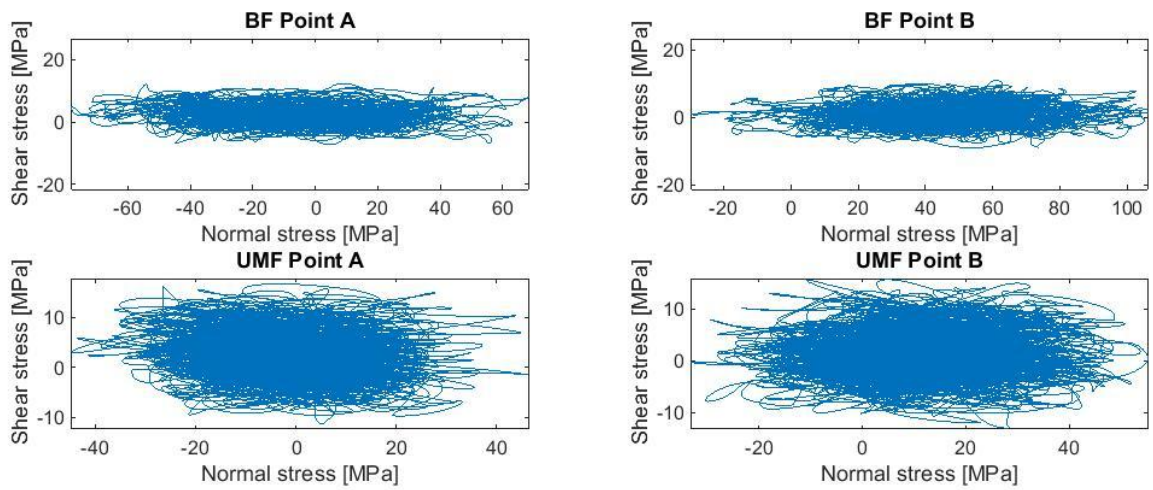 BF Point A
BF Point B
Shear stress [MPa]
20
0
-20
-60
-40
-20
0
20
40
60
Normal stress [MPa]
Shear stress [MPa]
20
0
-20
-20
0
20
40
60
80
100
Normal stress [MPa]
UMF Point A
UMF Point B
Shear stress [MPa]
10
0
-10
-40
-20
0
20
40
Normal stress [MPa]
Shear stress [MPa]
10
0
-10
-20
0
20
40
Normal stress [MPa]